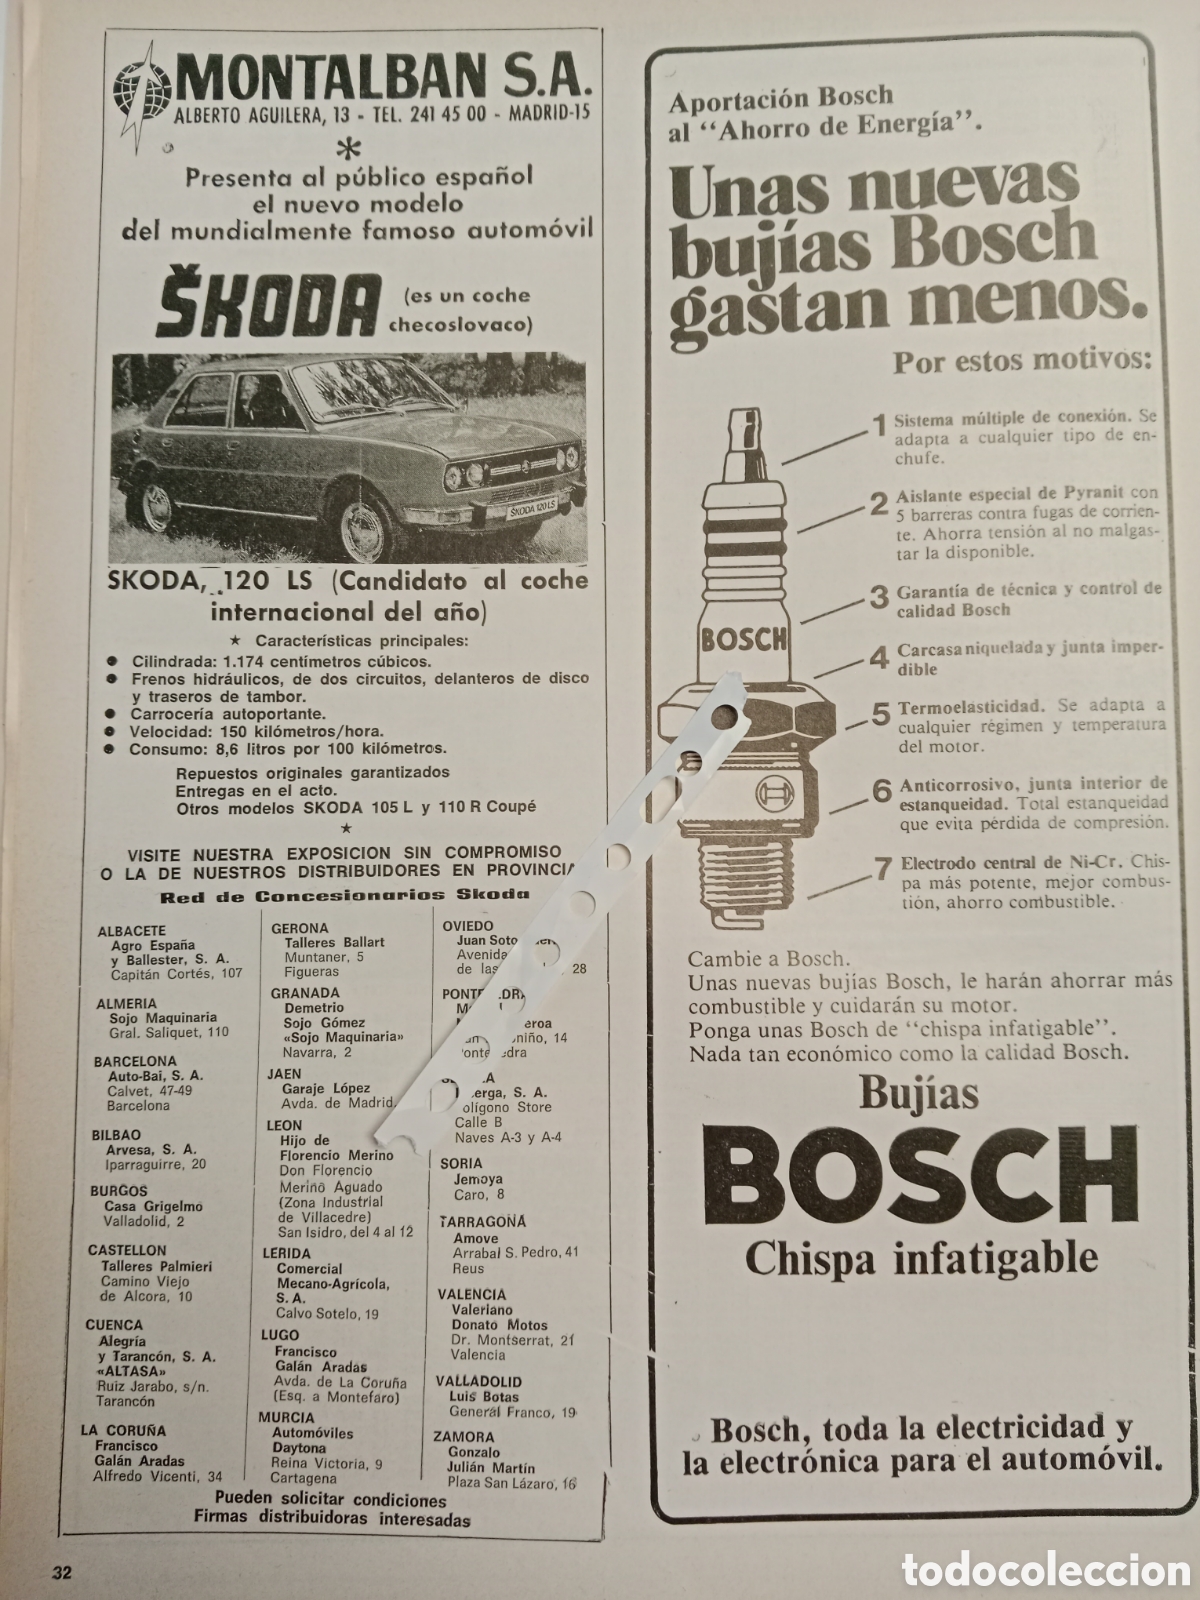 MONTALBAN S.A.
ALBERTO AGUILERA, 13 - TEL. 241 45 00 - MADRID-15
*
Presenta al público español
el nuevo modelo
del mundialmente famoso automóvil
ŠKODA
(es un coche
checoslovaco)
ŠKODA 120 LS
SKODA, 120 LS (Candidato al coche
internacional del año)
★ Características principales:
● Cilindrada: 1.174 centímetros cúbicos.
● Frenos hidráulicos, de dos circuitos, delanteros de disco
y traseros de tambor.
● Carrocería autoportante.
● Velocidad: 150 kilómetros/hora.
● Consumo: 8,6 litros por 100 kilómetros.
Repuestos originales garantizados
Entregas en el acto.
Otros modelos SKODA 105 L y 110 R Coupé
★
VISITE NUESTRA EXPOSICION SIN COMPROMISO
O LA DE NUESTROS DISTRIBUIDORES EN PROVINCIA
Red de Concesionarios Skoda
ALBACETE
Agro España
y Ballester, S. A.
Capitán Cortés, 107
ALMERIA
Sojo Maquinaria
Gral. Saliquet, 110
BARCELONA
Auto-Bai, S. A.
Calvet, 47-49
Barcelona
BILBAO
Arvesa, S. A.
Iparraguirre, 20
BURGOS
Casa Grigelmo
Valladolid, 2
CASTELLON
Talleres Palmieri
Camino Viejo
de Alcora, 10
CUENCA
Alegría
y Tarancón, S. A.
«ALTASA»
Ruiz Jarabo, s/n.
Tarancón
LA CORUÑA
Francisco
Galán Aradas
Alfredo Vicenti, 34
GERONA
Talleres Ballart
Muntaner, 5
Figueras
GRANADA
Demetrio
Sojo Gómez
«Sojo Maquinaria»
Navarra, 2
JAEN
Garaje López
Avda. de Madrid
LEON
Hijo de
Florencio Merino
Don Florencio
Merino Aguado
(Zona Industrial
de Villacedre)
San Isidro, del 4 al 12
LERIDA
Comercial
Mecano-Agrícola,
S. A.
Calvo Sotelo, 19
LUGO
Francisco
Galán Aradas
Avda. de La Coruña
(Esq. a Montefaro)
MURCIA
Automóviles
Daytona
Reina Victoria, 9
Cartagena
OVIEDO
Juan Soto
Avenida
de las 28
14
S. A.
Polígono Store
Calle B
Naves A-3 y A-4
SORIA
Jemoya
Caro, 8
TARRAGONA
Amove
Arrabal S. Pedro, 41
Reus
VALENCIA
Valeriano
Donato Motos
Dr. Montserrat, 21
Valencia
VALLADOLID
Luis Botas
General Franco, 19
ZAMORA
Gonzalo
Julián Martín
Plaza San Lázaro, 16
Pueden solicitar condiciones
Firmas distribuidoras interesadas
32
Aportación Bosch
al “Ahorro de Energía”.
Unas nuevas
bujías Bosch
gastan menos.
Por estos motivos:
1 Sistema múltiple de conexión. Se
adapta a cualquier tipo de en-
chufe.
2 Aislante especial de Pyranit con
5 barreras contra fugas de corrien-
te. Ahorra tensión al no malgas-
tar la disponible.
3 Garantía de técnica y control de
calidad Bosch
4 Carcasa niquelada y junta imper-
dible
5 Termoelasticidad. Se adapta a
cualquier régimen y temperatura
del motor.
6 Anticorrosivo, junta interior de
estanqueidad. Total estanqueidad
que evita pérdida de compresión.
7 Electrodo central de Ni-Cr. Chis-
pa más potente, mejor combus-
tión, ahorro combustible.
BOSCH
Cambie a Bosch.
Unas nuevas bujías Bosch, le harán ahorrar más
combustible y cuidarán su motor.
Ponga unas Bosch de “chispa infatigable”.
Nada tan económico como la calidad Bosch.
Bujías
BOSCH
Chispa infatigable
Bosch, toda la electricidad y
la electrónica para el automóvil.
todocoleccion